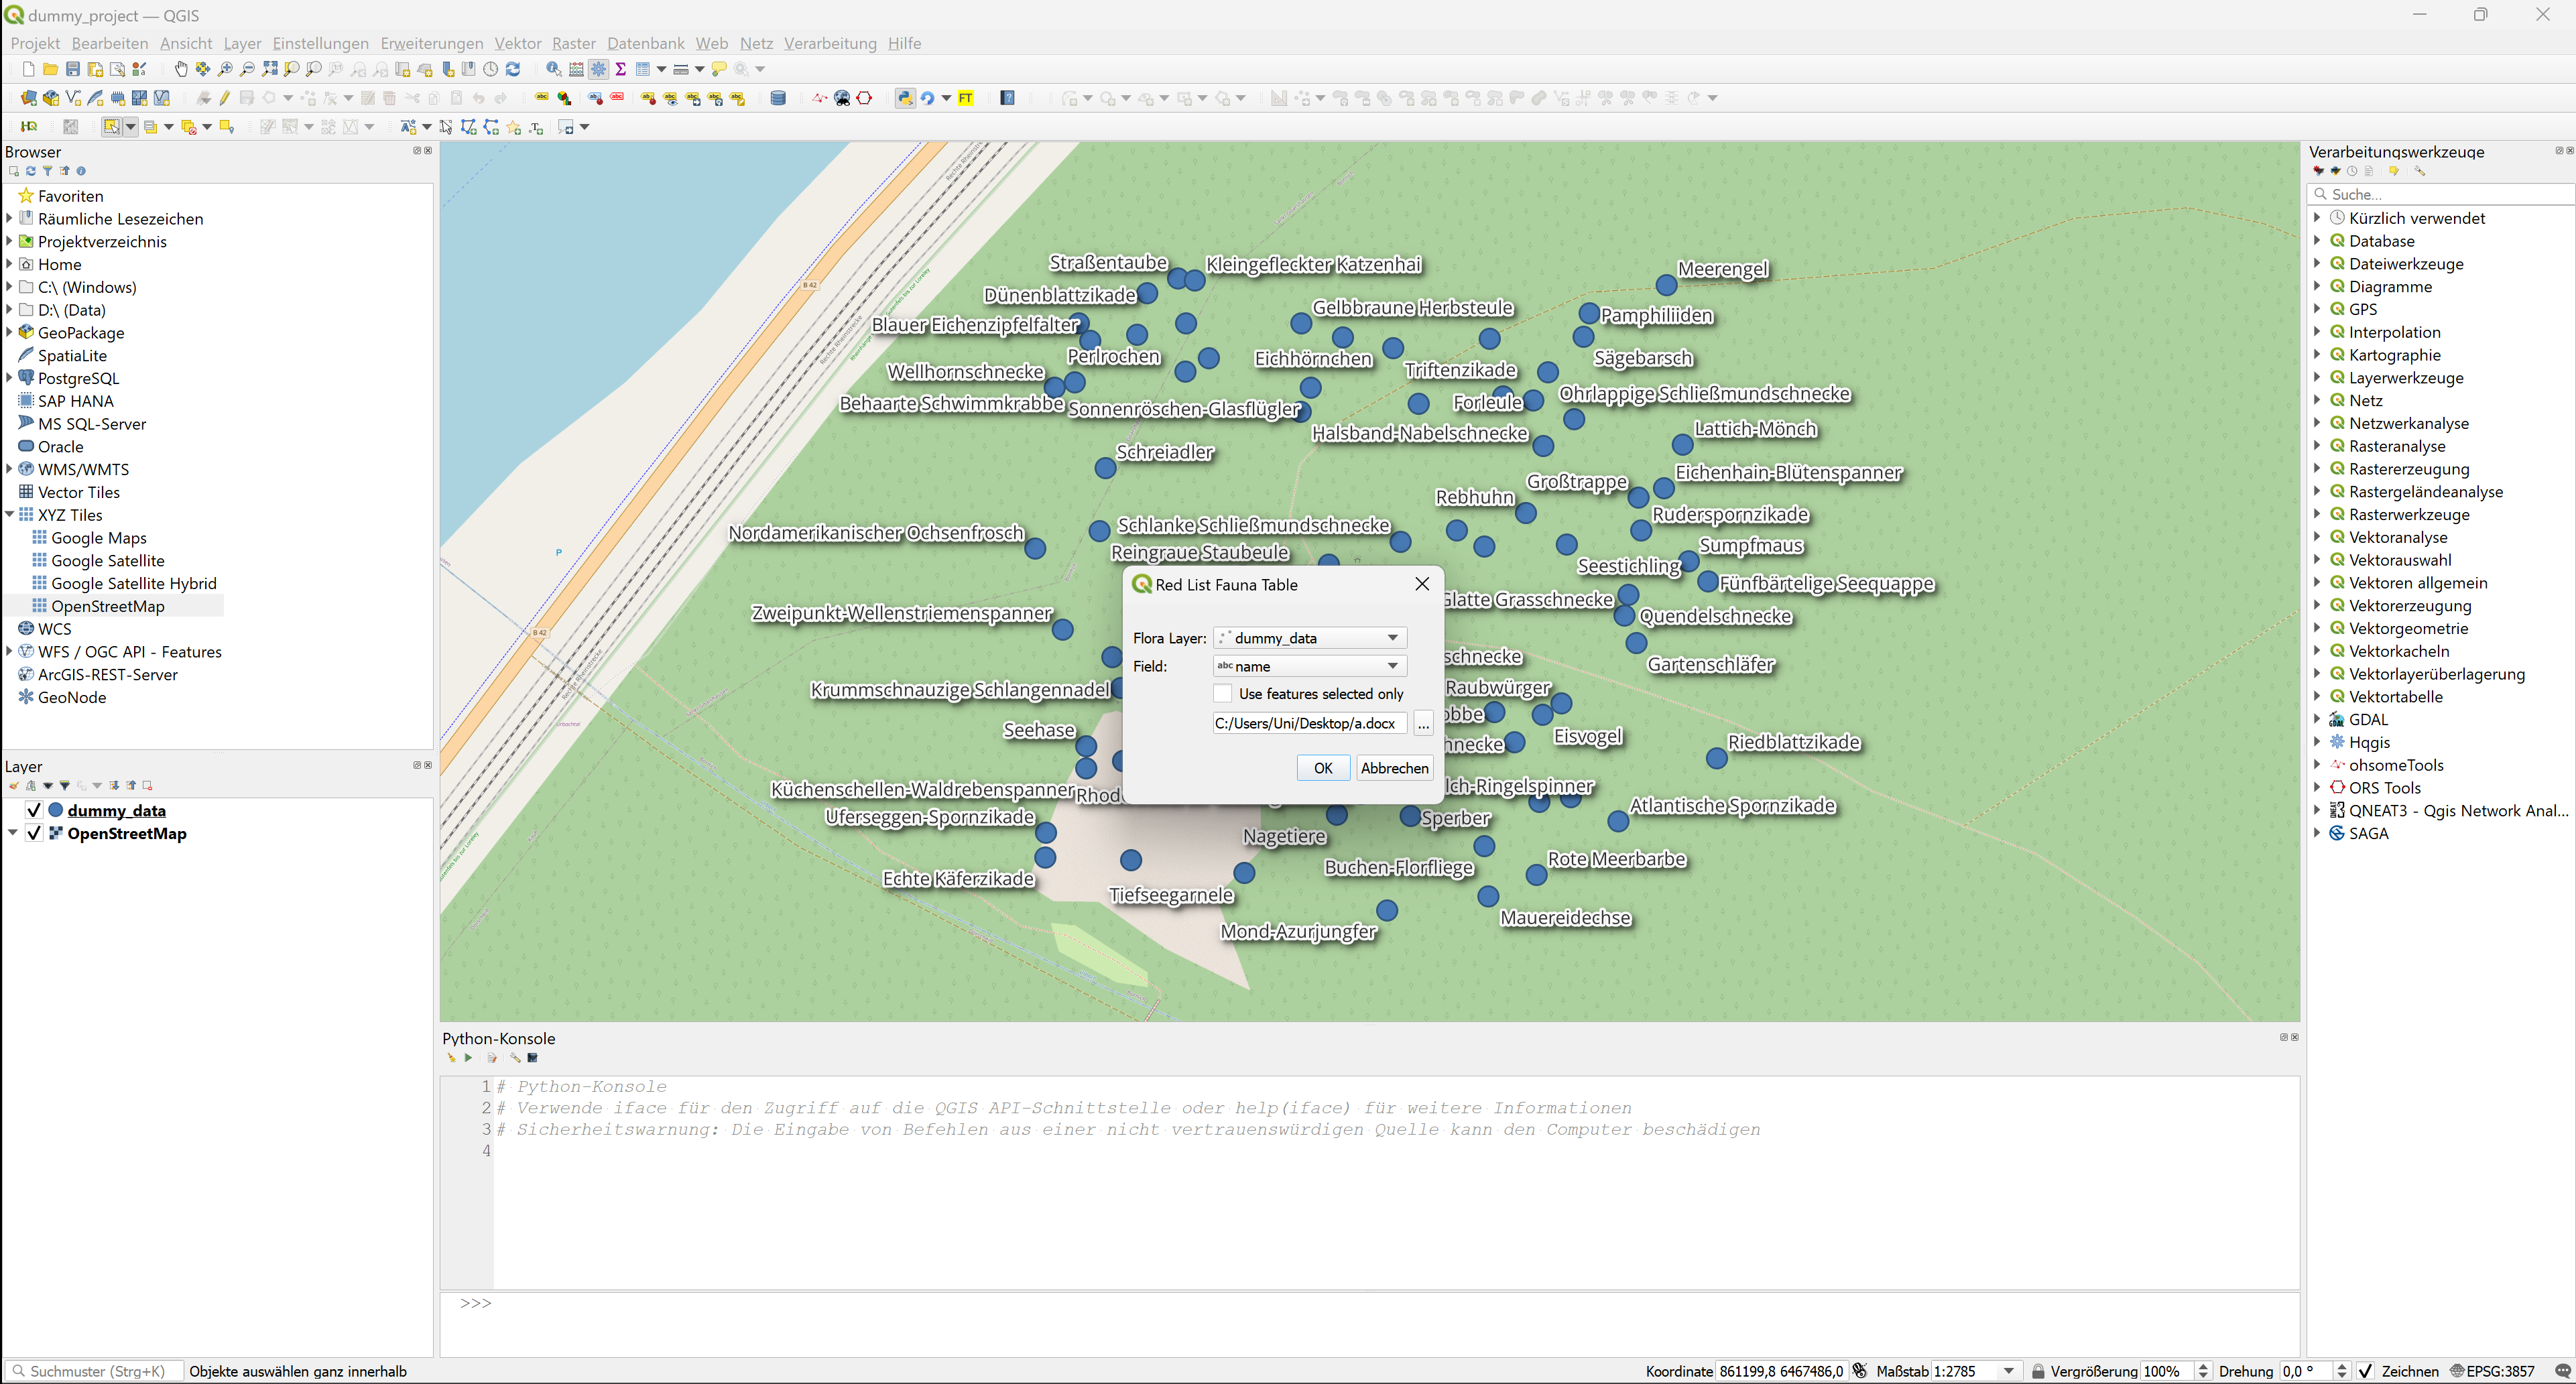 dummy_project — QGIS
Projekt Bearbeiten Ansicht Layer Einstellungen Erweiterungen Vektor Raster Datenbank Web Netz Verarbeitung Hilfe
Browser
Favoriten
Räumliche Lesezeichen
Projektverzeichnis
Home
C:\ (Windows)
D:\ (Data)
GeoPackage
SpatiaLite
PostgreSQL
SAP HANA
MS SQL-Server
Oracle
WMS/WMTS
Vector Tiles
XYZ Tiles
Google Maps
Google Satellite
Google Satellite Hybrid
OpenStreetMap
WCS
WFS / OGC API - Features
ArcGIS-REST-Server
GeoNode
Layer
dummy_data
OpenStreetMap
B 42
B 42
P
Straßentaube
Kleingefleckter Katzenhai
Meerengel
Dünenblattzikade
Gelbbraune Herbsteule
Pamphiliiden
Blauer Eichenzipfelfalter
Perlrochen
Eichhörnchen
Sägebarsch
Wellhornschnecke
Triftenzikade
Behaarte Schwimmkrabbe
Sonnenröschen-Glasflügler
Forleule
Ohrlappige Schließmundschnecke
Halsband-Nabelschnecke
Lattich-Mönch
Schreiadler
Großtrappe
Eichenhain-Blütenspanner
Rebhuhn
Ruderspornzikade
Nordamerikanischer Ochsenfrosch
Schlanke Schließmundschnecke
Reingraue Staubeule
Sumpfmaus
Seestichling
Fünfbärtelige Seequappe
Glatte Grasschnecke
Zweipunkt-Wellenstriemenspanner
Quendelschnecke
schnecke
Gartenschläfer
Krummschnauzige Schlangennadel
Raubwürger
obbe
Seehase
hnecke
Eisvogel
Riedblattzikade
Küchenschellen-Waldrebenspanner
Rhod
lch-Ringelspinner
Uferseggen-Spornzikade
Atlantische Spornzikade
Nagetiere
Sperber
Buchen-Florfliege
Rote Meerbarbe
Echte Käferzikade
Tiefseegarnele
Mauereidechse
Mond-Azurjungfer
Red List Fauna Table
Flora Layer: dummy_data
Field: abc name
Use features selected only
C:/Users/Uni/Desktop/a.docx ...
OK Abbrechen
Python-Konsole
1 # Python-Konsole
2 # Verwende iface für den Zugriff auf die QGIS API-Schnittstelle oder help(iface) für weitere Informationen
3 # Sicherheitswarnung: Die Eingabe von Befehlen aus einer nicht vertrauenswürdigen Quelle kann den Computer beschädigen
4
>>>
Verarbeitungswerkzeuge
Suche...
Kürzlich verwendet
Database
Dateiwerkzeuge
Diagramme
GPS
Interpolation
Kartographie
Layerwerkzeuge
Netz
Netzwerkanalyse
Rasteranalyse
Rastererzeugung
Rastergeländeanalyse
Rasterwerkzeuge
Vektoranalyse
Vektorauswahl
Vektoren allgemein
Vektorerzeugung
Vektorgeometrie
Vektorkacheln
Vektorlayerüberlagerung
Vektortabelle
GDAL
Hqgis
ohsomeTools
ORS Tools
QNEAT3 - Qgis Network Anal...
SAGA
Suchmuster (Strg+K) Objekte auswählen ganz innerhalb Koordinate 861199,8 6467486,0 Maßstab 1:2785 Vergrößerung 100% Drehung 0,0 ° Zeichnen EPSG:3857